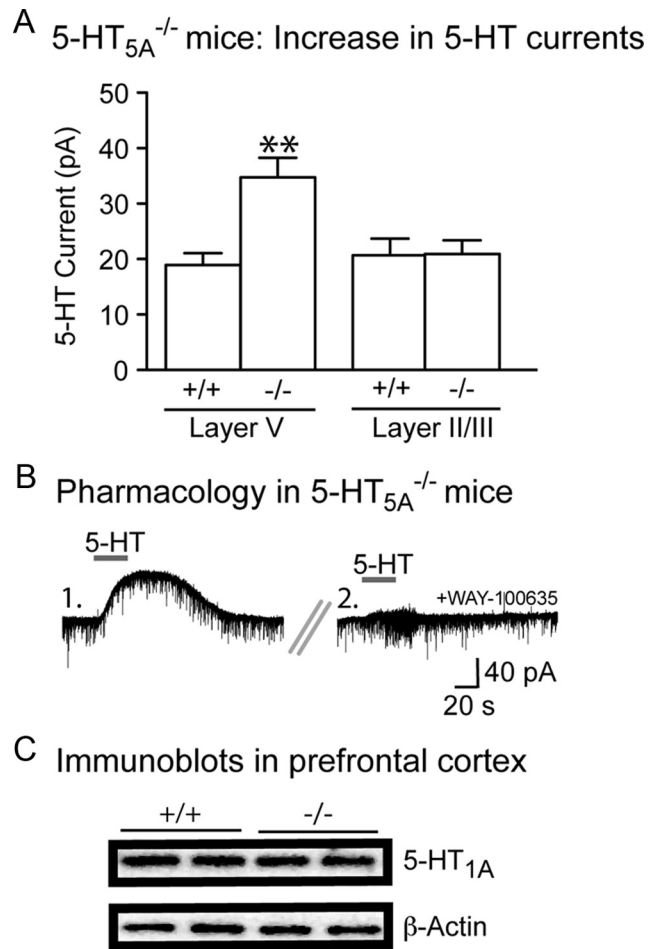 A 5-HT5A-/- mice: Increase in 5-HT currents
5-HT Current (pA)
50
40
30
20
10
0
**
+/+ -/- +/+ -/-
Layer V Layer II/III
B Pharmacology in 5-HT5A-/- mice
5-HT 5-HT
1. 2. +WAY-100635
40 pA
20 s
C Immunoblots in prefrontal cortex
+/+ -/-
5-HT1A
β-Actin